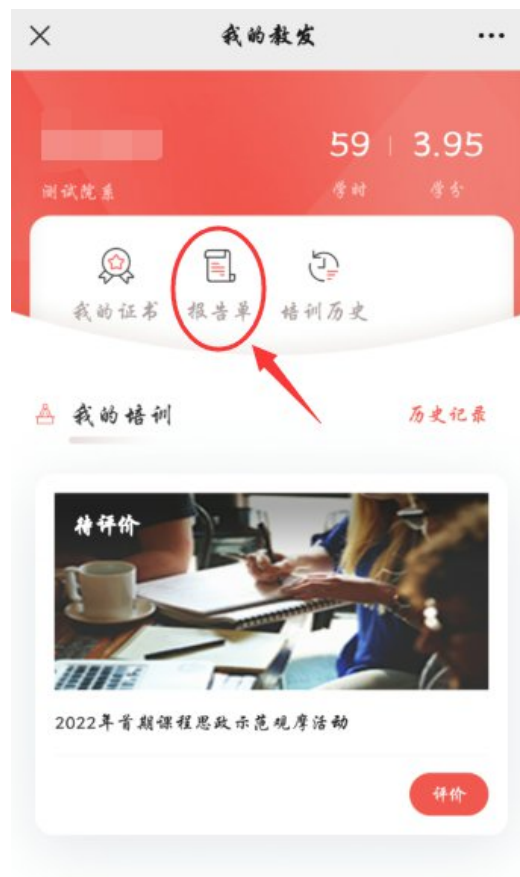 我的教发
59 3.95
测试院系 学时 学分
我的证书 报告单 培训历史
我的培训 历史记录
待评价
2022年首期课程思政示范观摩活动
评价